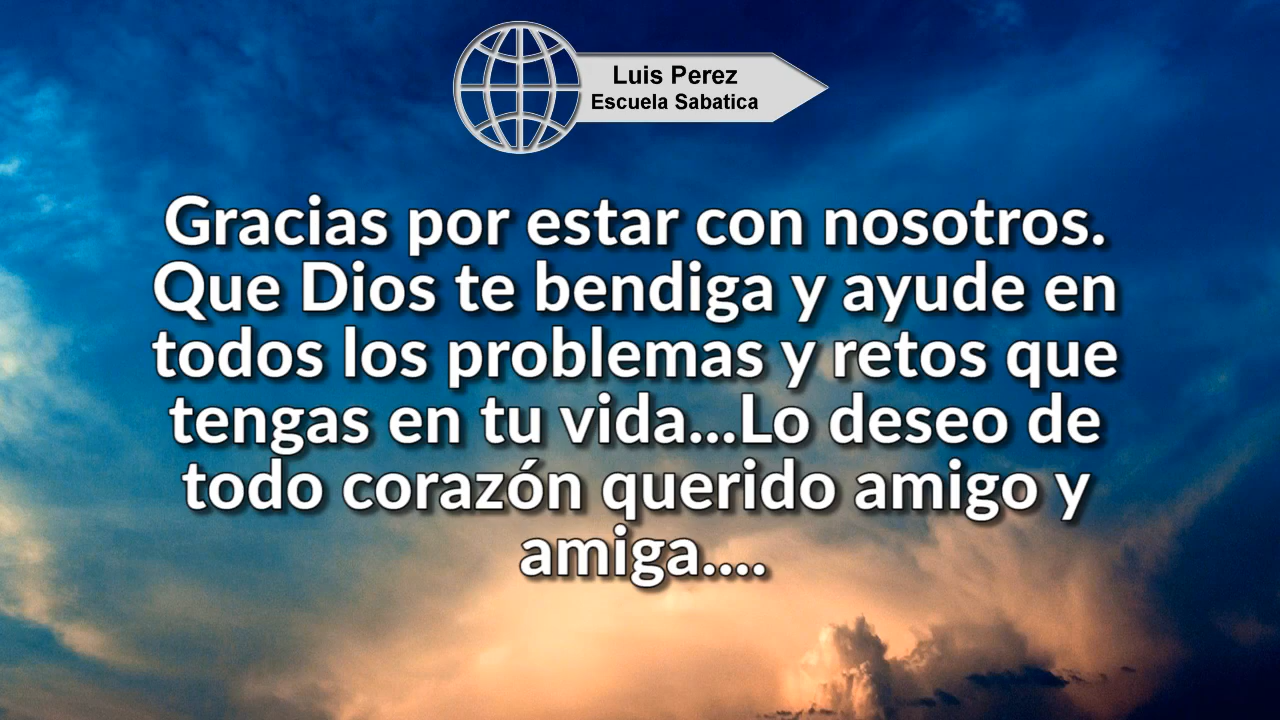 Luis Perez
Escuela Sabatica
Gracias por estar con nosotros.
Que Dios te bendiga y ayude en
todos los problemas y retos que
tengas en tu vida...Lo deseo de
todo corazón querido amigo y
amiga....